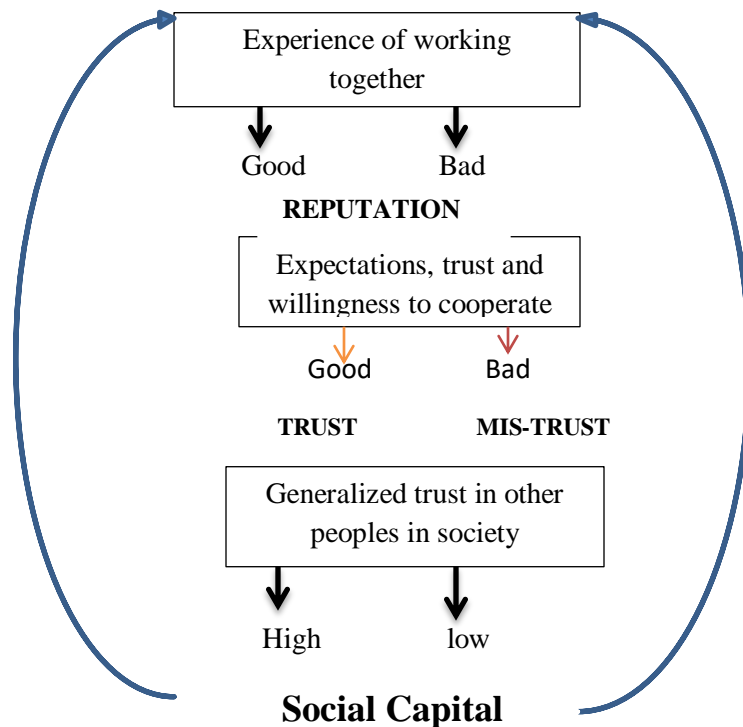 Experience of working
together
Good Bad
REPUTATION
Expectations, trust and
willingness to cooperate
Good Bad
TRUST MIS-TRUST
Generalized trust in other
peoples in society
High low
Social Capital